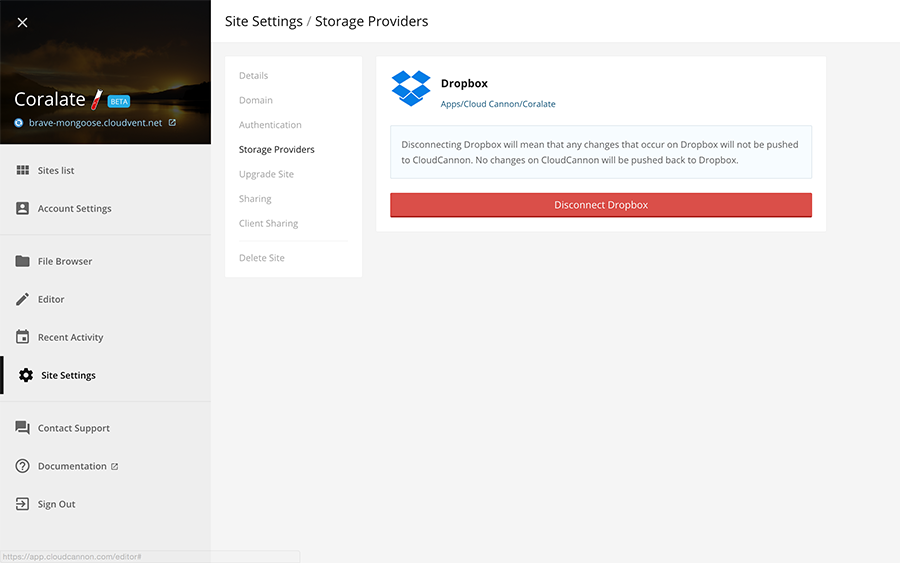 Site Settings / Storage Providers
Coralate BETA
brave-mongoose.cloudvent.net
Sites list
Account Settings
File Browser
Editor
Recent Activity
Site Settings
Contact Support
Documentation
Sign Out
https://app.cloudcannon.com/editor#
Details
Domain
Authentication
Storage Providers
Upgrade Site
Sharing
Client Sharing
Delete Site
Dropbox
Apps/Cloud Cannon/Coralate
Disconnecting Dropbox will mean that any changes that occur on Dropbox will not be pushed
to CloudCannon. No changes on CloudCannon will be pushed back to Dropbox.
Disconnect Dropbox